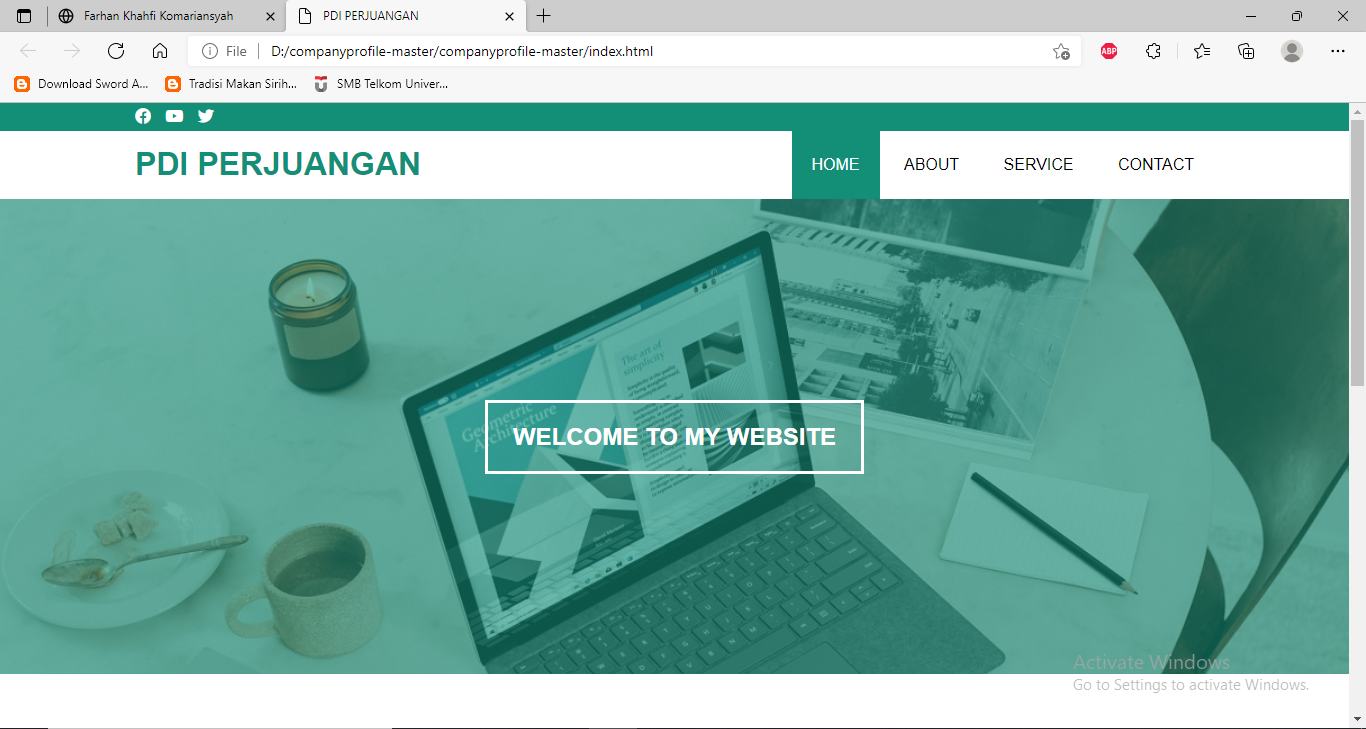 Farhan Khahfi Komariansyah
PDI PERJUANGAN
File
D:/companyprofile-master/companyprofile-master/index.html
ABP
Download Sword A...
Tradisi Makan Sirih...
SMB Telkom Univer...
PDI PERJUANGAN
HOME
ABOUT
SERVICE
CONTACT
The art of
simplicity
Geometric
Architecture
WELCOME TO MY WEBSITE
Activate Windows
Go to Settings to activate Windows.